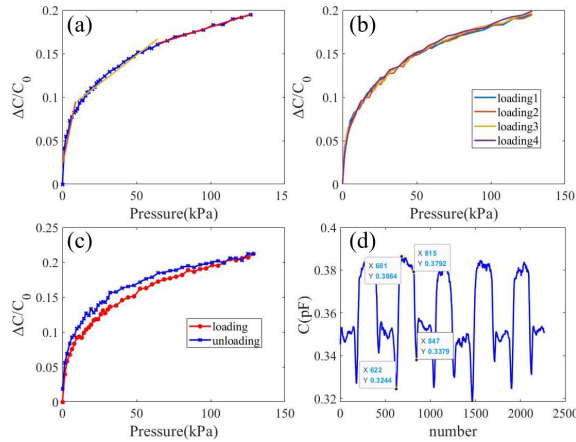 (a)
ΔC/C0
0.2
0.15
0.1
0.05
0
0
50
100
15
Pressure(kPa)
(b)
ΔC/C0
0.2
0.15
0.1
0.05
0
loading1
loading2
loading3
loading4
0
50
100
150
Pressure(kPa)
(c)
ΔC/C0
0.25
0.2
0.15
0.1
0.05
0
loading
unloading
0
50
100
15
Pressure(kPa)
(d)
C(pF)
0.4
0.38
0.36
0.34
0.32
X 681
Y 0.3864
X 815
Y 0.3792
X 847
Y 0.3379
X 622
Y 0.3244
0
500
1000
1500
2000
2500
number